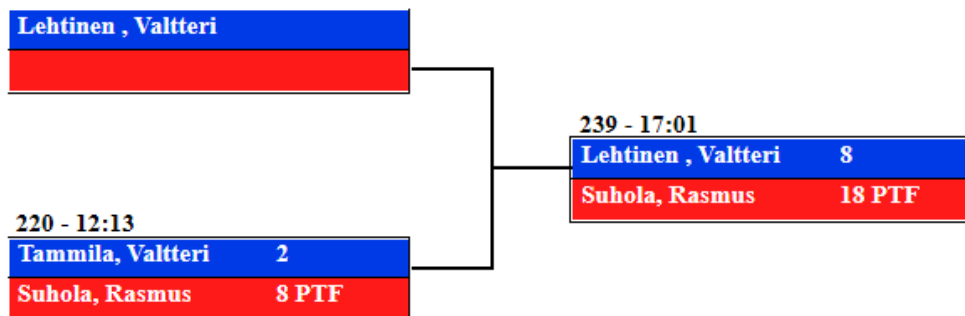 Lehtinen , Valtteri
220 - 12:13
Tammila, Valtteri 2
Suhola, Rasmus 8 PTF
239 - 17:01
Lehtinen , Valtteri 8
Suhola, Rasmus 18 PTF